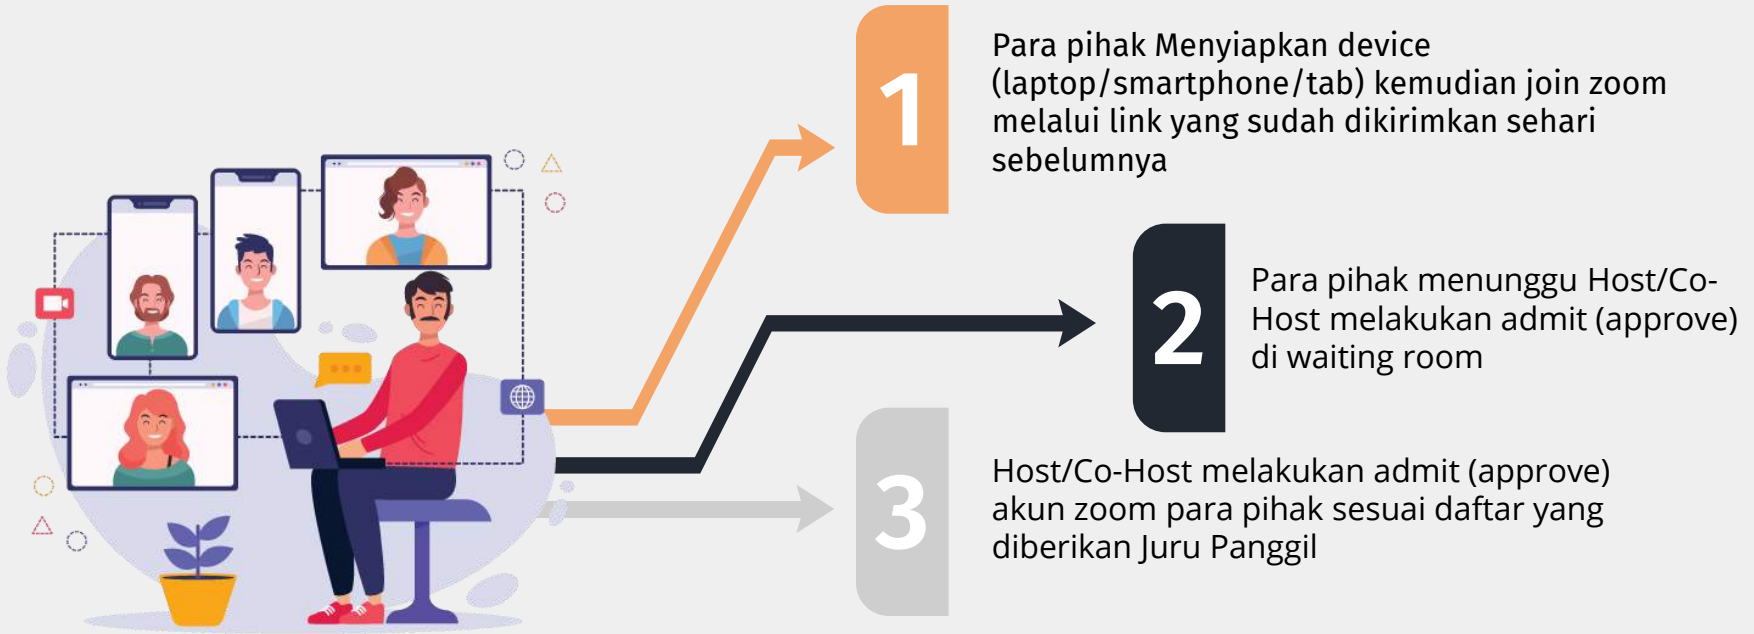 1
Para pihak Menyiapkan device
(laptop/smartphone/tab) kemudian join zoom
melalui link yang sudah dikirimkan sehari
sebelumnya
2
Para pihak menunggu Host/Co-
Host melakukan admit (approve)
di waiting room
3
Host/Co-Host melakukan admit (approve)
akun zoom para pihak sesuai daftar yang
diberikan Juru Panggil